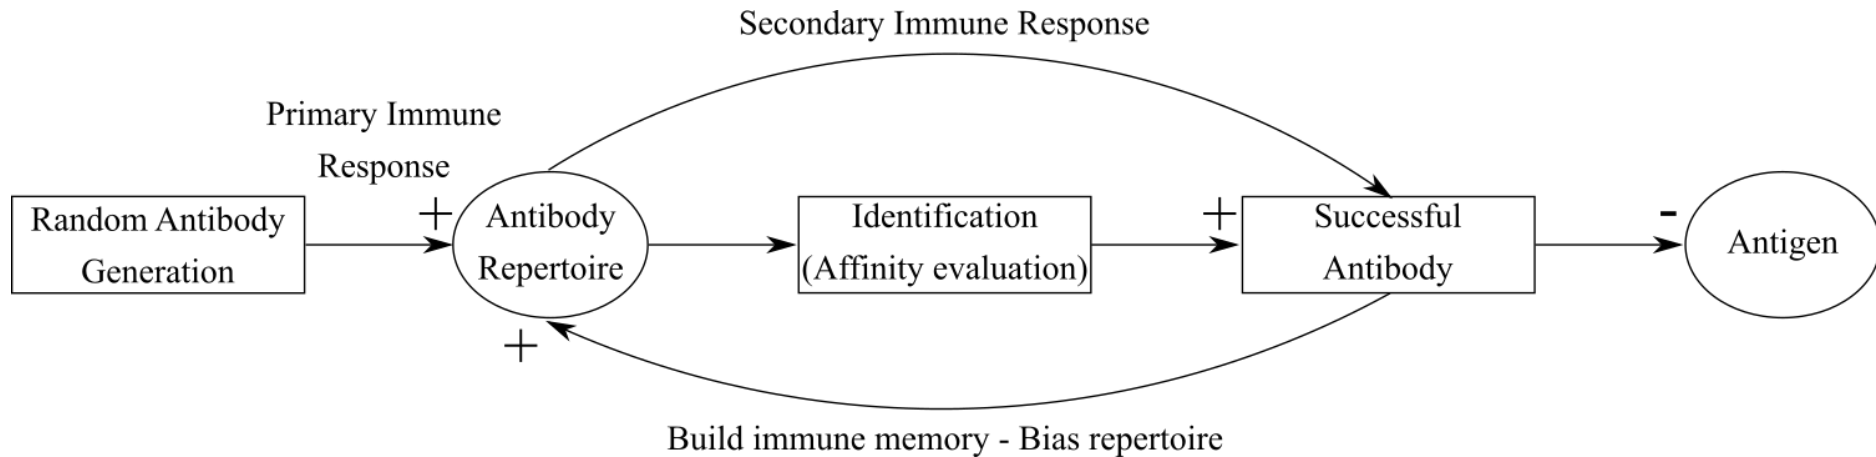 Secondary Immune Response
Primary Immune
Response
Random Antibody
Generation
+
Antibody
Repertoire
+
Identification
(Affinity evaluation)
+
Successful
Antibody
-
Antigen
Build immune memory - Bias repertoire